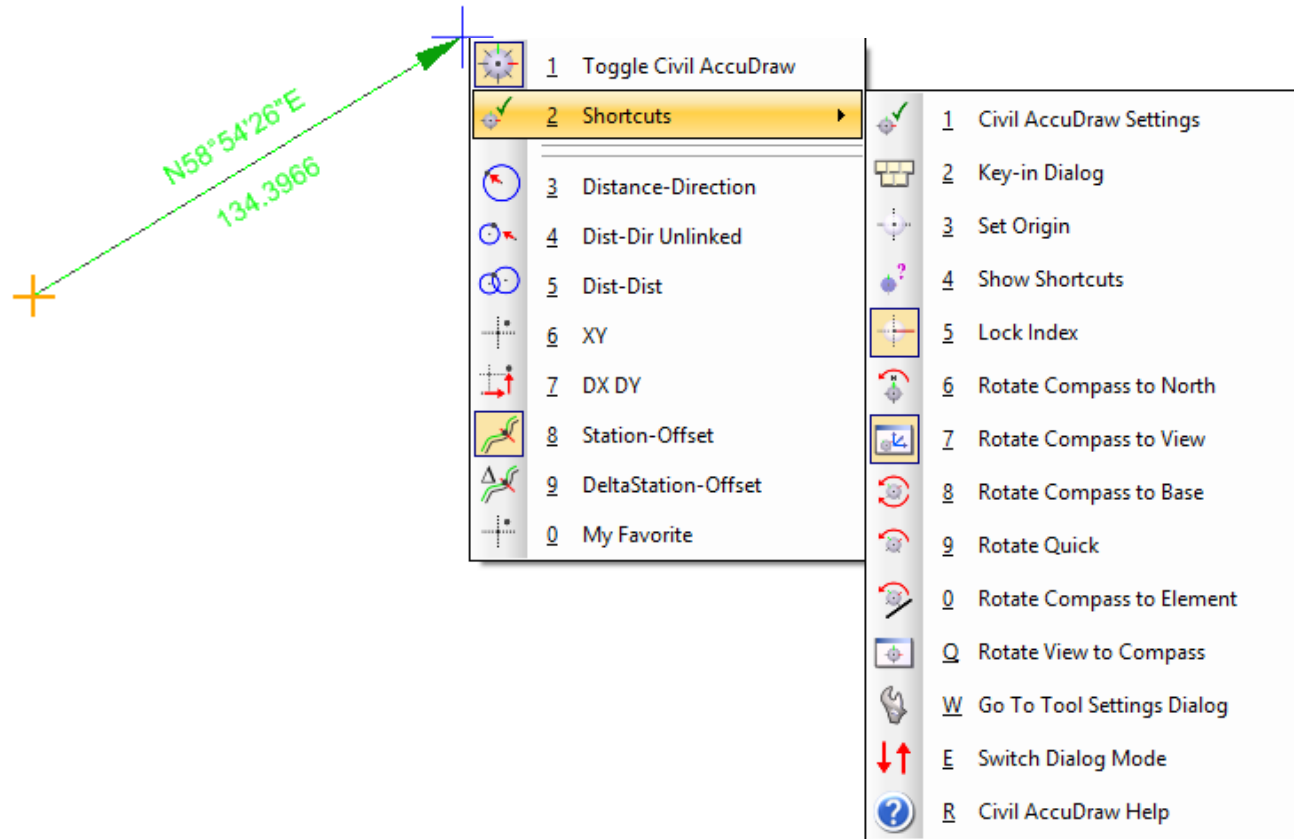 N58°54'26"E
134.3966
1 Toggle Civil AccuDraw
2 Shortcuts
3 Distance-Direction
4 Dist-Dir Unlinked
5 Dist-Dist
6 XY
7 DX DY
8 Station-Offset
9 DeltaStation-Offset
0 My Favorite
1 Civil AccuDraw Settings
2 Key-in Dialog
3 Set Origin
4 Show Shortcuts
5 Lock Index
6 Rotate Compass to North
7 Rotate Compass to View
8 Rotate Compass to Base
9 Rotate Quick
0 Rotate Compass to Element
Q Rotate View to Compass
W Go To Tool Settings Dialog
E Switch Dialog Mode
R Civil AccuDraw Help